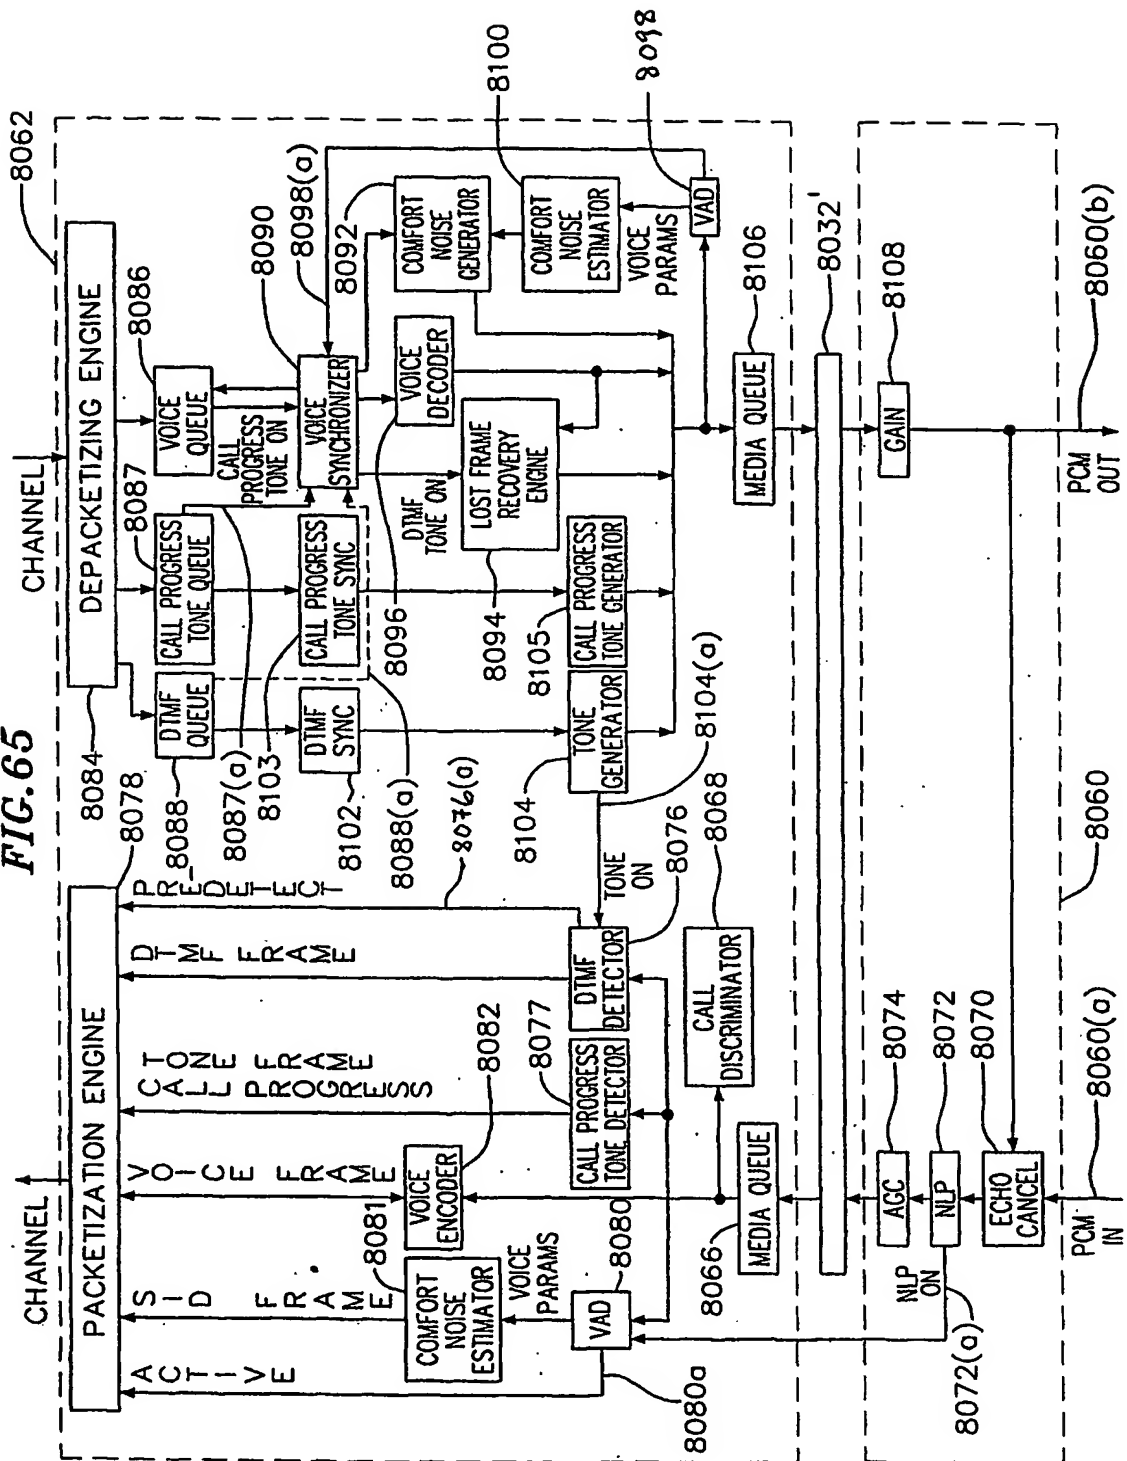 FIG.65
CHANNEL
CHANNEL
8062
PACKETIZATION ENGINE
8078
8084
DEPACKETIZING ENGINE
ACTIVE
SID FRAME
VOICE FRAME
CALL PROGRESS
TONE FRAME
DTMF FRAME
PRE-DETECT
8088
DTMF
QUEUE
8087
CALL PROGRESS
TONE QUEUE
8086
VOICE
QUEUE
8087(a)
CALL
PROGRESS
TONE ON
8090
8103
8098(a)
8102
DTMF
SYNC
CALL PROGRESS
TONE SYNC
VOICE
SYNCHRONIZER
8092
8088(a)
8076(a)
8081
COMFORT
NOISE
ESTIMATOR
VOICE
ENCODER
8082
8096
DTMF
TONE ON
VOICE
DECODER
COMFORT
NOISE
GENERATOR
8100
8094
LOST FRAME
RECOVERY
ENGINE
COMFORT
NOISE
ESTIMATOR
VOICE PARAMS
8080
VAD
8080a
8077
CALL PROGRESS
TONE DETECTOR
DTMF
DETECTOR
8076
TONE
ON
8104
TONE
GENERATOR
8105
CALL PROGRESS
TONE GENERATOR
8104(a)
VOICE
PARAMS
VAD
8098
8066
MEDIA QUEUE
CALL
DISCRIMINATOR
8068
MEDIA QUEUE
8106
8032'
NLP
ON
8072(a)
AGC
8074
NLP
8072
ECHO
CANCEL
8070
GAIN
8108
8060
PCM
IN
8060(a)
PCM
OUT
8060(b)